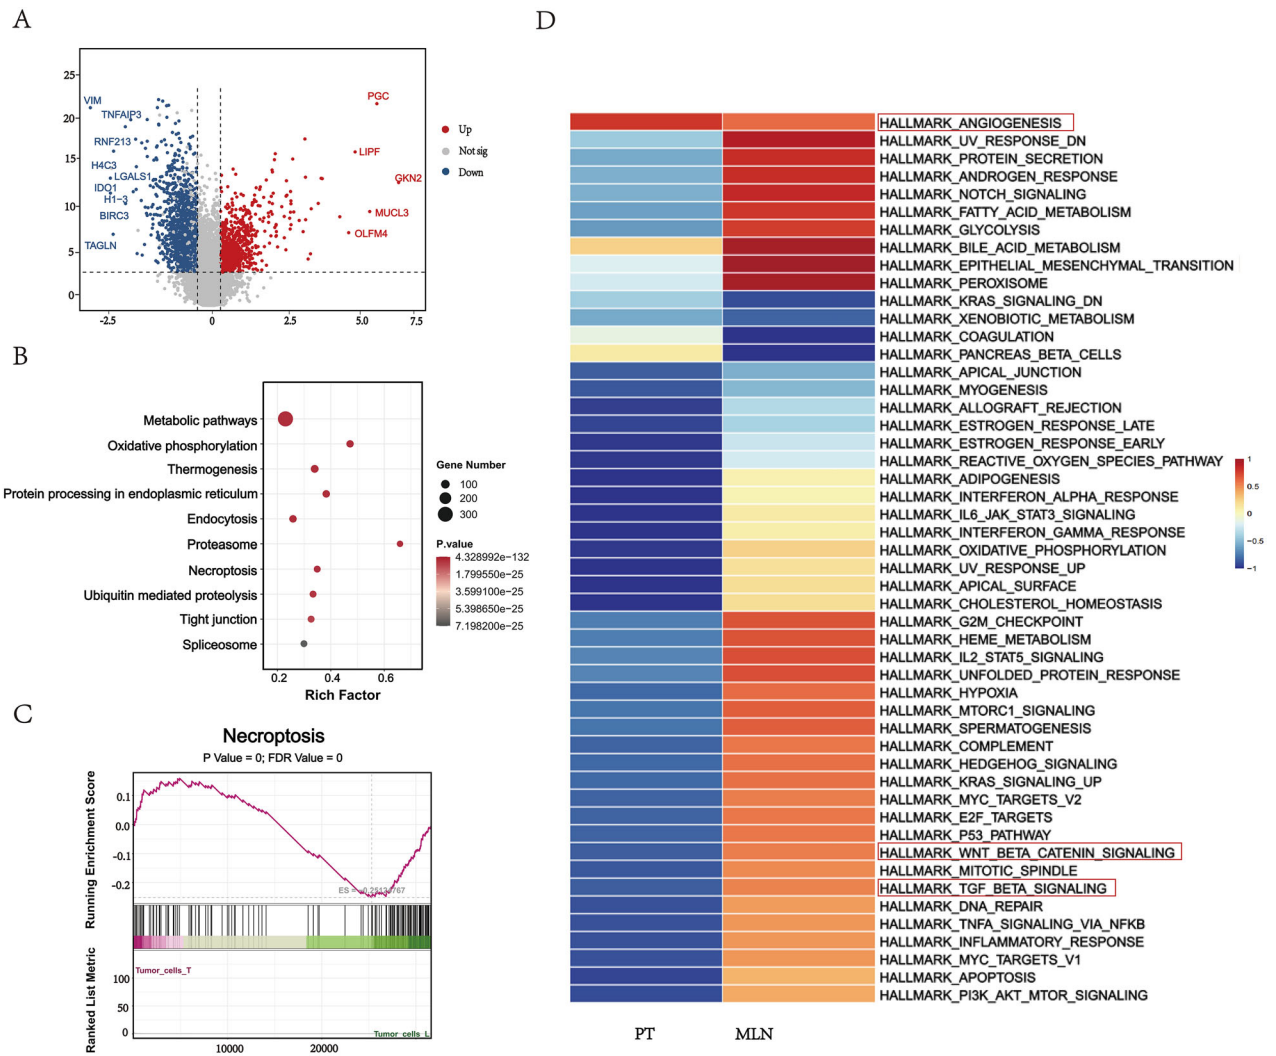 A
25
20
15
10
5
0
-2.5
0
2.5
5.0
7.5
VIM
TNFAIP3
RNF213
H4C3
LGALS1
IDO1
H1-3
BIRC3
TAGLN
PGC
LIPF
GKN2
MUCL3
OLFM4
Up
Not sig
Down
B
Metabolic pathways
Oxidative phosphorylation
Thermogenesis
Protein processing in endoplasmic reticulum
Endocytosis
Proteasome
Necroptosis
Ubiquitin mediated proteolysis
Tight junction
Spliceosome
0.2
0.4
0.6
Rich Factor
Gene Number
100
200
300
P.value
4.328992e−132
1.799550e−25
3.599100e−25
5.398650e−25
7.198200e−25
C
Necroptosis
P Value = 0; FDR Value = 0
Running Enrichment Score
0.1
0.0
-0.1
-0.2
Ranked List Metric
Tumor_cells_T
100
50
0
Tumor_cells_L
10000
20000
D
HALLMARK_ANGIOGENESIS
HALLMARK_UV_RESPONSE_DN
HALLMARK_PROTEIN_SECRETION
HALLMARK_ANDROGEN_RESPONSE
HALLMARK_NOTCH_SIGNALING
HALLMARK_FATTY_ACID_METABOLISM
HALLMARK_GLYCOLYSIS
HALLMARK_BILE_ACID_METABOLISM
HALLMARK_EPITHELIAL_MESENCHYMAL_TRANSITION
HALLMARK_PEROXISOME
HALLMARK_KRAS_SIGNALING_DN
HALLMARK_XENOBIOTIC_METABOLISM
HALLMARK_COAGULATION
HALLMARK_PANCREAS_BETA_CELLS
HALLMARK_APICAL_JUNCTION
HALLMARK_MYOGENESIS
HALLMARK_ALLOGRAFT_REJECTION
HALLMARK_ESTROGEN_RESPONSE_LATE
HALLMARK_ESTROGEN_RESPONSE_EARLY
HALLMARK_REACTIVE_OXYGEN_SPECIES_PATHWAY
HALLMARK_ADIPOGENESIS
HALLMARK_INTERFERON_ALPHA_RESPONSE
HALLMARK_IL6_JAK_STAT3_SIGNALING
HALLMARK_INTERFERON_GAMMA_RESPONSE
HALLMARK_OXIDATIVE_PHOSPHORYLATION
HALLMARK_UV_RESPONSE_UP
HALLMARK_APICAL_SURFACE
HALLMARK_CHOLESTEROL_HOMEOSTASIS
HALLMARK_G2M_CHECKPOINT
HALLMARK_HEME_METABOLISM
HALLMARK_IL2_STAT5_SIGNALING
HALLMARK_UNFOLDED_PROTEIN_RESPONSE
HALLMARK_HYPOXIA
HALLMARK_MTORC1_SIGNALING
HALLMARK_SPERMATOGENESIS
HALLMARK_COMPLEMENT
HALLMARK_HEDGEHOG_SIGNALING
HALLMARK_KRAS_SIGNALING_UP
HALLMARK_MYC_TARGETS_V2
HALLMARK_E2F_TARGETS
HALLMARK_P53_PATHWAY
HALLMARK_WNT_BETA_CATENIN_SIGNALING
HALLMARK_MITOTIC_SPINDLE
HALLMARK_TGF_BETA_SIGNALING
HALLMARK_DNA_REPAIR
HALLMARK_TNFA_SIGNALING_VIA_NFKB
HALLMARK_INFLAMMATORY_RESPONSE
HALLMARK_MYC_TARGETS_V1
HALLMARK_APOPTOSIS
HALLMARK_PI3K_AKT_MTOR_SIGNALING
PT
MLN
1
0.5
0
−0.5
−1